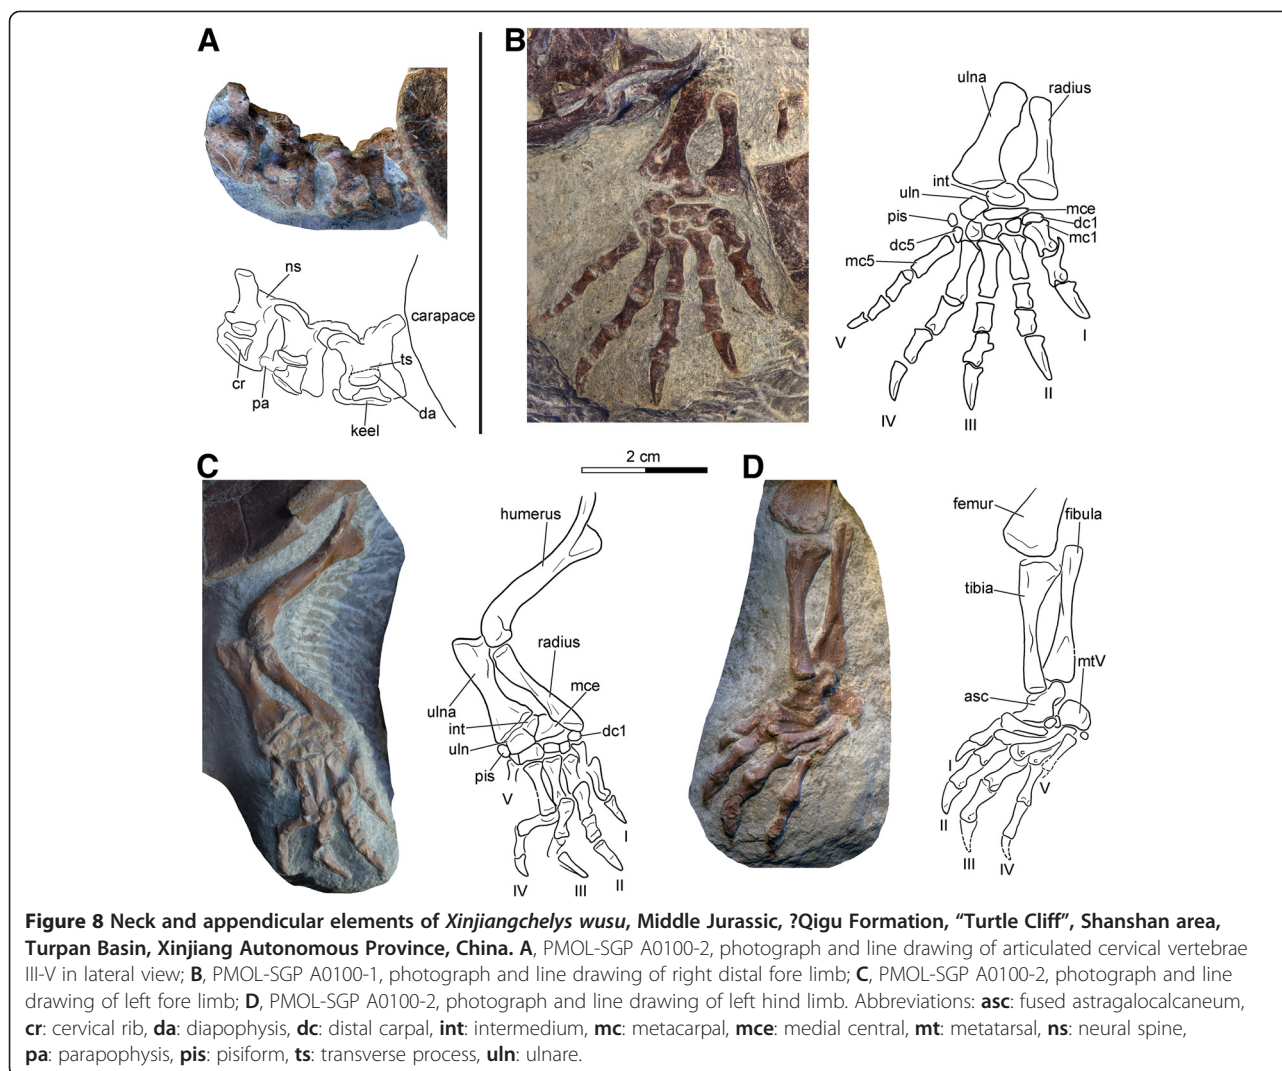 A
ns
carapace
cr
ts
pa
da
keel
B
ulna
radius
int
uln
mce
pis
dc1
mc1
dc5
mc5
V
I
II
IV
III
2 cm
C
humerus
radius
mce
ulna
int
dc1
uln
pis
V
I
IV
III
II
D
femur
fibula
tibia
mtV
asc
I
V
II
III
IV
Figure 8 Neck and appendicular elements of Xinjiangchelys wusu, Middle Jurassic, ?Qigu Formation, “Turtle Cliff”, Shanshan area,
Turpan Basin, Xinjiang Autonomous Province, China. A, PMOL-SGP A0100-2, photograph and line drawing of articulated cervical vertebrae
III-V in lateral view; B, PMOL-SGP A0100-1, photograph and line drawing of right distal fore limb; C, PMOL-SGP A0100-2, photograph and line
drawing of left fore limb; D, PMOL-SGP A0100-2, photograph and line drawing of left hind limb. Abbreviations: asc: fused astragalocalcaneum,
cr: cervical rib, da: diapophysis, dc: distal carpal, int: intermedium, mc: metacarpal, mce: medial central, mt: metatarsal, ns: neural spine,
pa: parapophysis, pis: pisiform, ts: transverse process, uln: ulnare.